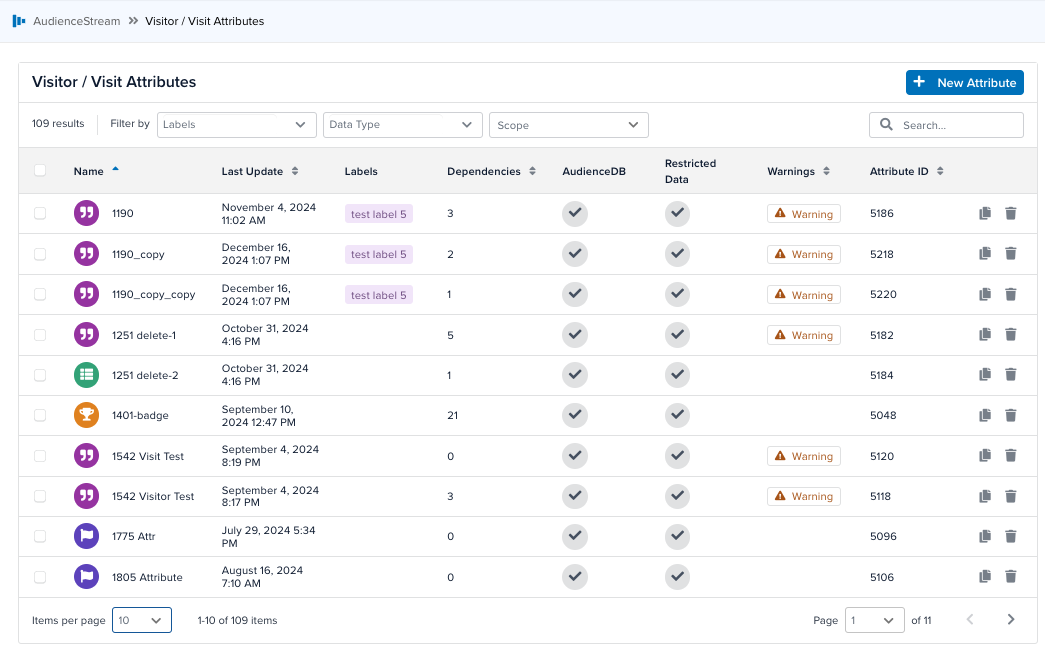 AudienceStream >> Visitor / Visit Attributes
Visitor / Visit Attributes
+ New Attribute
109 results Filter by Labels Data Type Scope Search...
Name Last Update Labels Dependencies AudienceDB Restricted Data Warnings Attribute ID
1190 November 4, 2024 11:02 AM test label 5 3 Warning 5186
1190_copy December 16, 2024 1:07 PM test label 5 2 Warning 5218
1190_copy_copy December 16, 2024 1:07 PM test label 5 1 Warning 5220
1251 delete-1 October 31, 2024 4:16 PM 5 Warning 5182
1251 delete-2 October 31, 2024 4:16 PM 1 5184
1401-badge September 10, 2024 12:47 PM 21 5048
1542 Visit Test September 4, 2024 8:19 PM 0 Warning 5120
1542 Visitor Test September 4, 2024 8:17 PM 3 Warning 5118
1775 Attr July 29, 2024 5:34 PM 0 5096
1805 Attribute August 16, 2024 7:10 AM 0 5106
Items per page 10 1-10 of 109 items Page 1 of 11